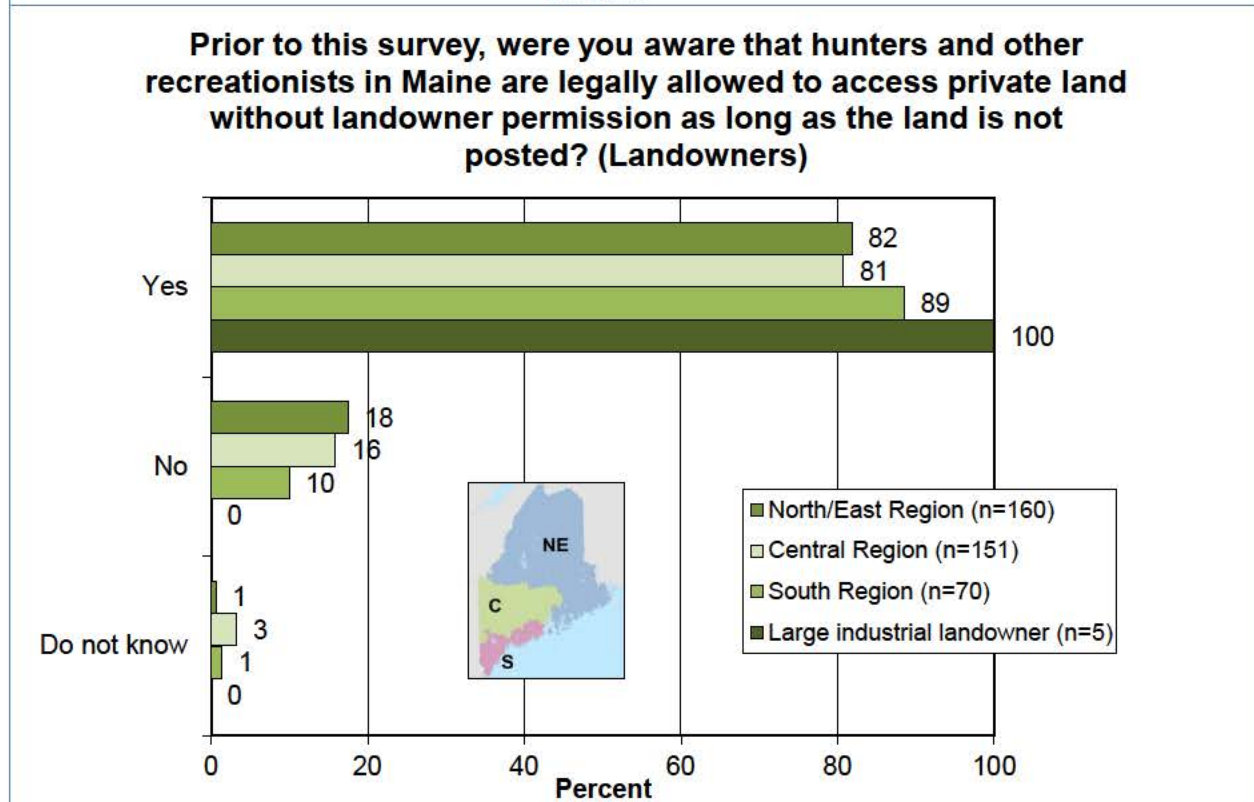 Prior to this survey, were you aware that hunters and other
recreationists in Maine are legally allowed to access private land
without landowner permission as long as the land is not
posted? (Landowners)
Yes
82
81
89
100
No
18
16
10
0
Do not know
1
3
1
0
NE
C
S
North/East Region (n=160)
Central Region (n=151)
South Region (n=70)
Large industrial landowner (n=5)
0 20 40 60 80 100
Percent